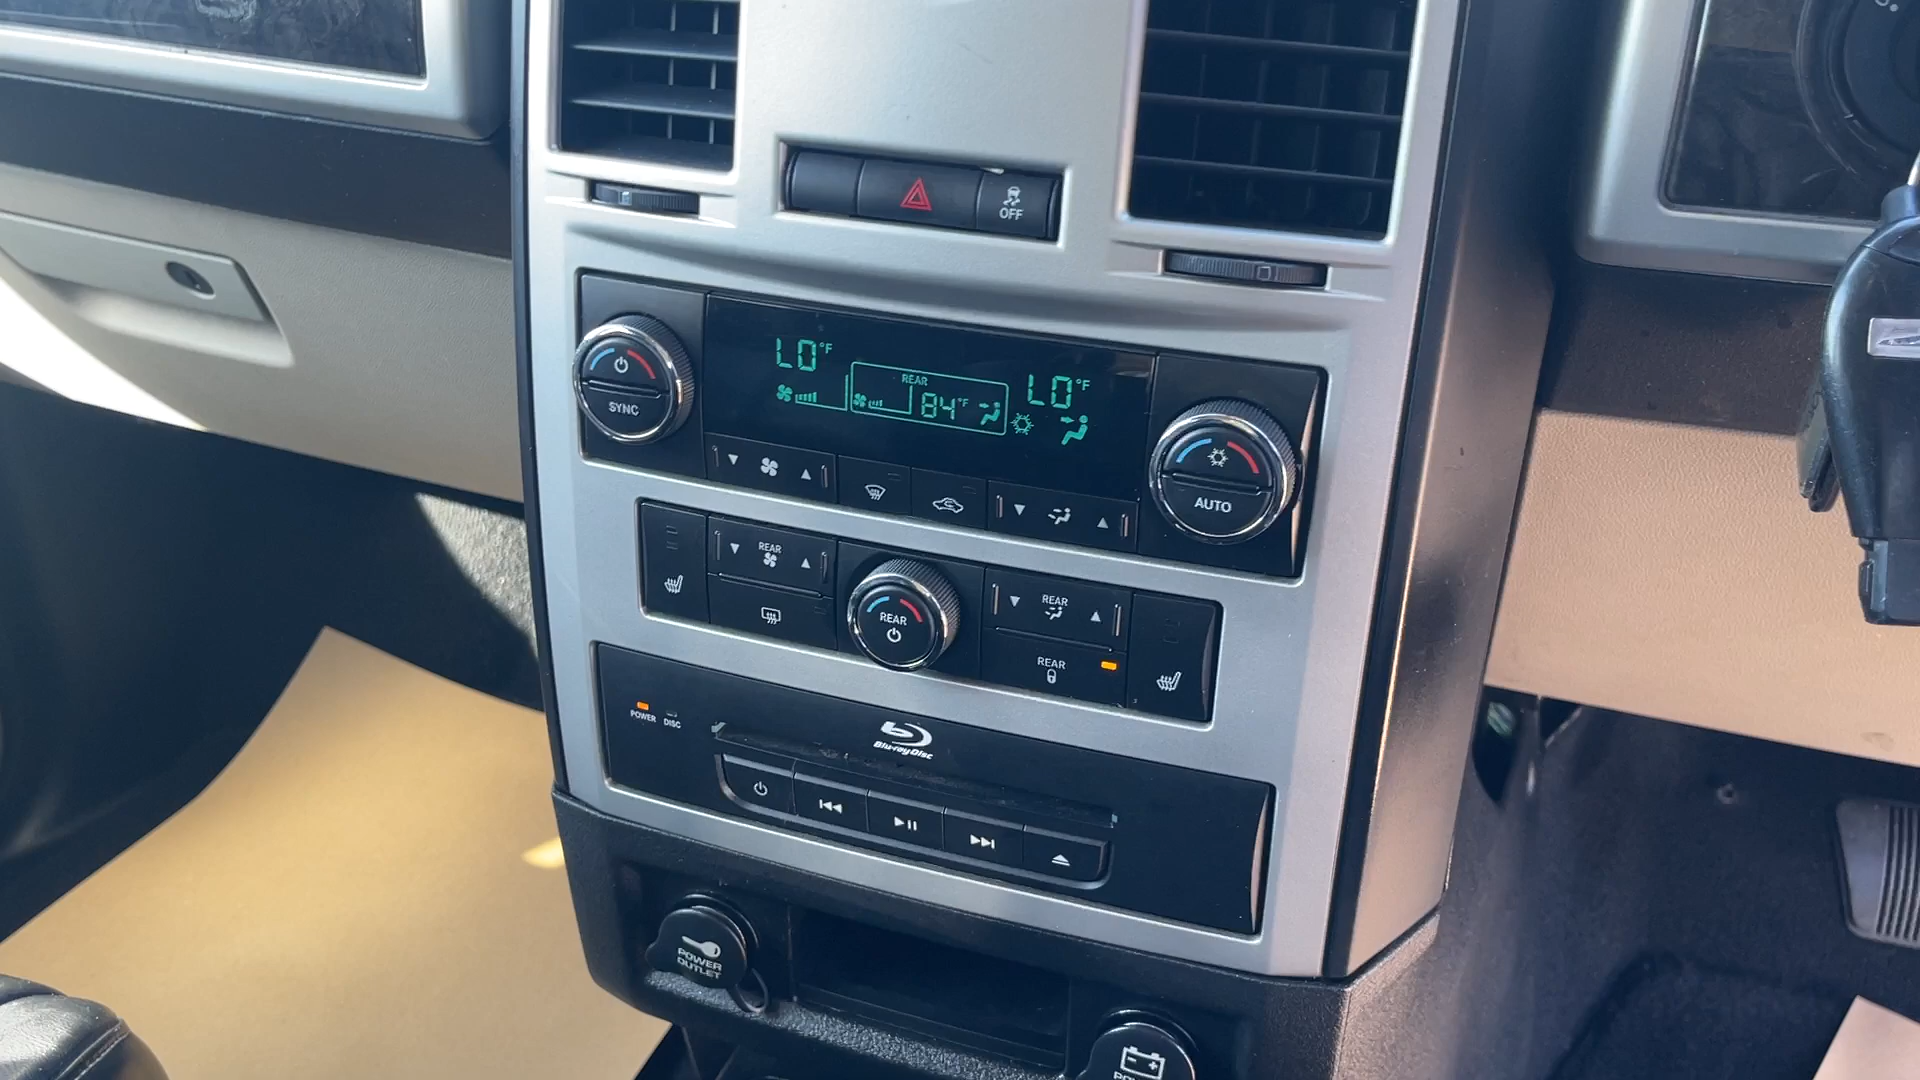 OFF
LO°F
LO°F
REAR
84°F
SYNC
AUTO
REAR
REAR
REAR
REAR
POWER
DISC
Blu-ray Disc
POWER
OUTLET